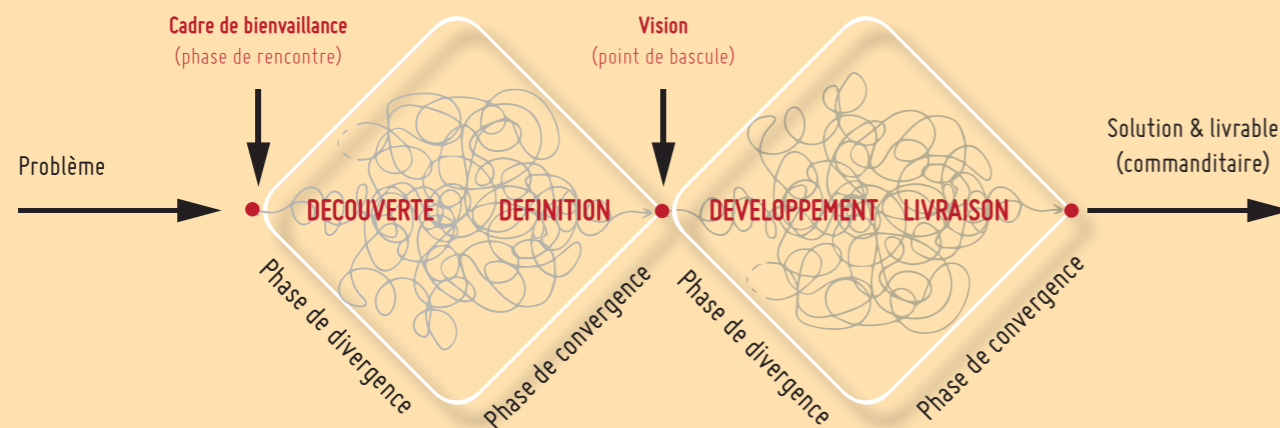 Cadre de bienvaillance
(phase de rencontre)
Vision
(point de bascule)
Problème
Solution & livrable
(commanditaire)
DECOUVERTE
DEFINITION
DEVELOPPEMENT
LIVRAISON
Phase de divergence
Phase de convergence
Phase de divergence
Phase de convergence